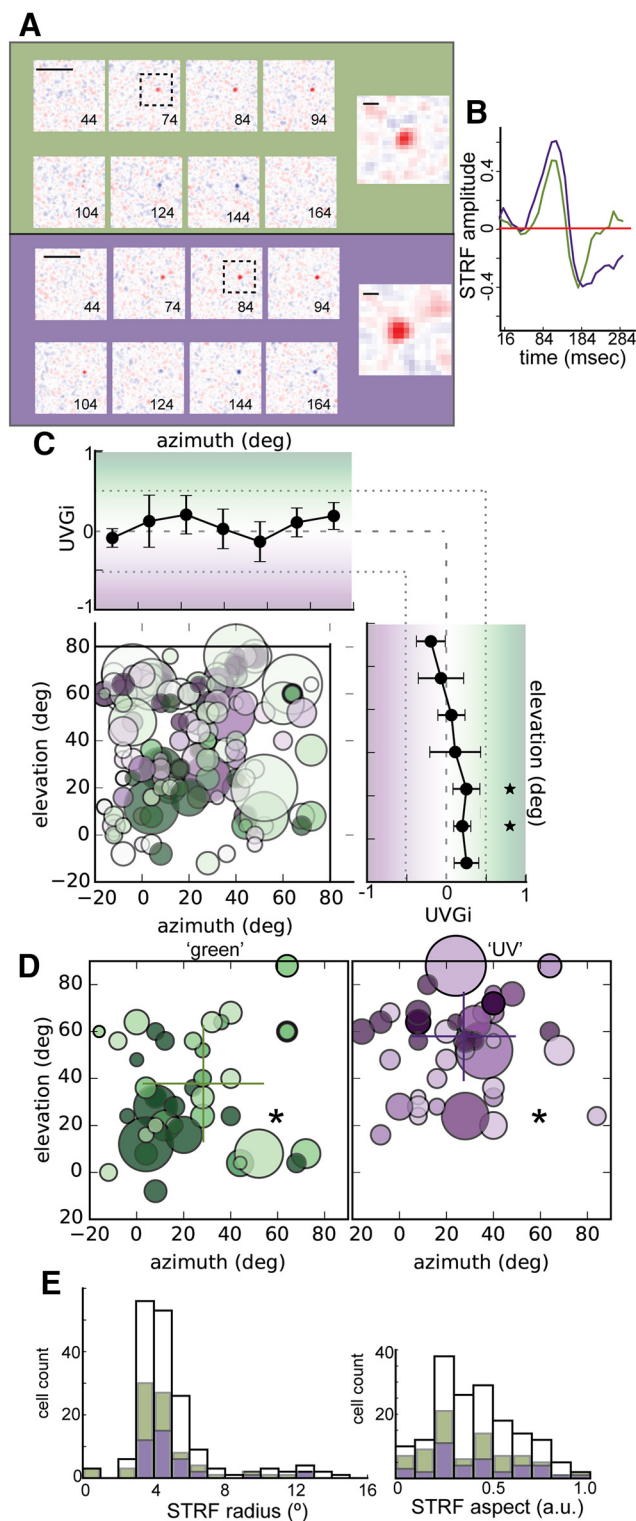 A
44 74 84 94
104 124 144 164
44 74 84 94
104 124 144 164
B
STRF amplitude
0.4
0
-0.4
16 84 184 284
time (msec)
C
azimuth (deg)
UVGi
1
0
-1
elevation (deg)
80
60
40
20
0
−20
−20 0 20 40 60 80
azimuth (deg)
elevation (deg)
★
★
-1 0 1
UVGi
D
'green'
'UV'
elevation (deg)
80
60
40
20
0
20
-20 0 20 40 60 80
azimuth (deg)
*
20 0 20 40 60 80
azimuth (deg)
*
E
cell count
40
20
0
0 4 8 12 16
STRF radius (º)
cell count
40
20
0
0.5 1.0
STRF aspect (a.u.)